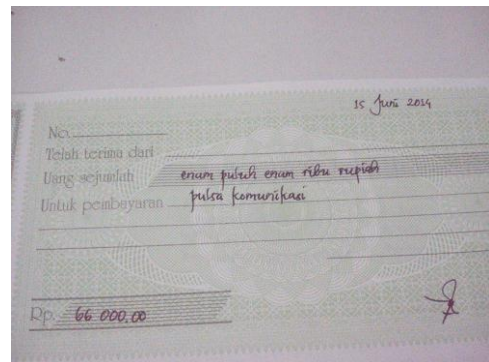 15 Juni 2014
No.
Telah terima dari
Uang sejumlah enam puluh enam ribu rupiah
Untuk pembayaran pulsa komunikasi
Rp. 66 000.00